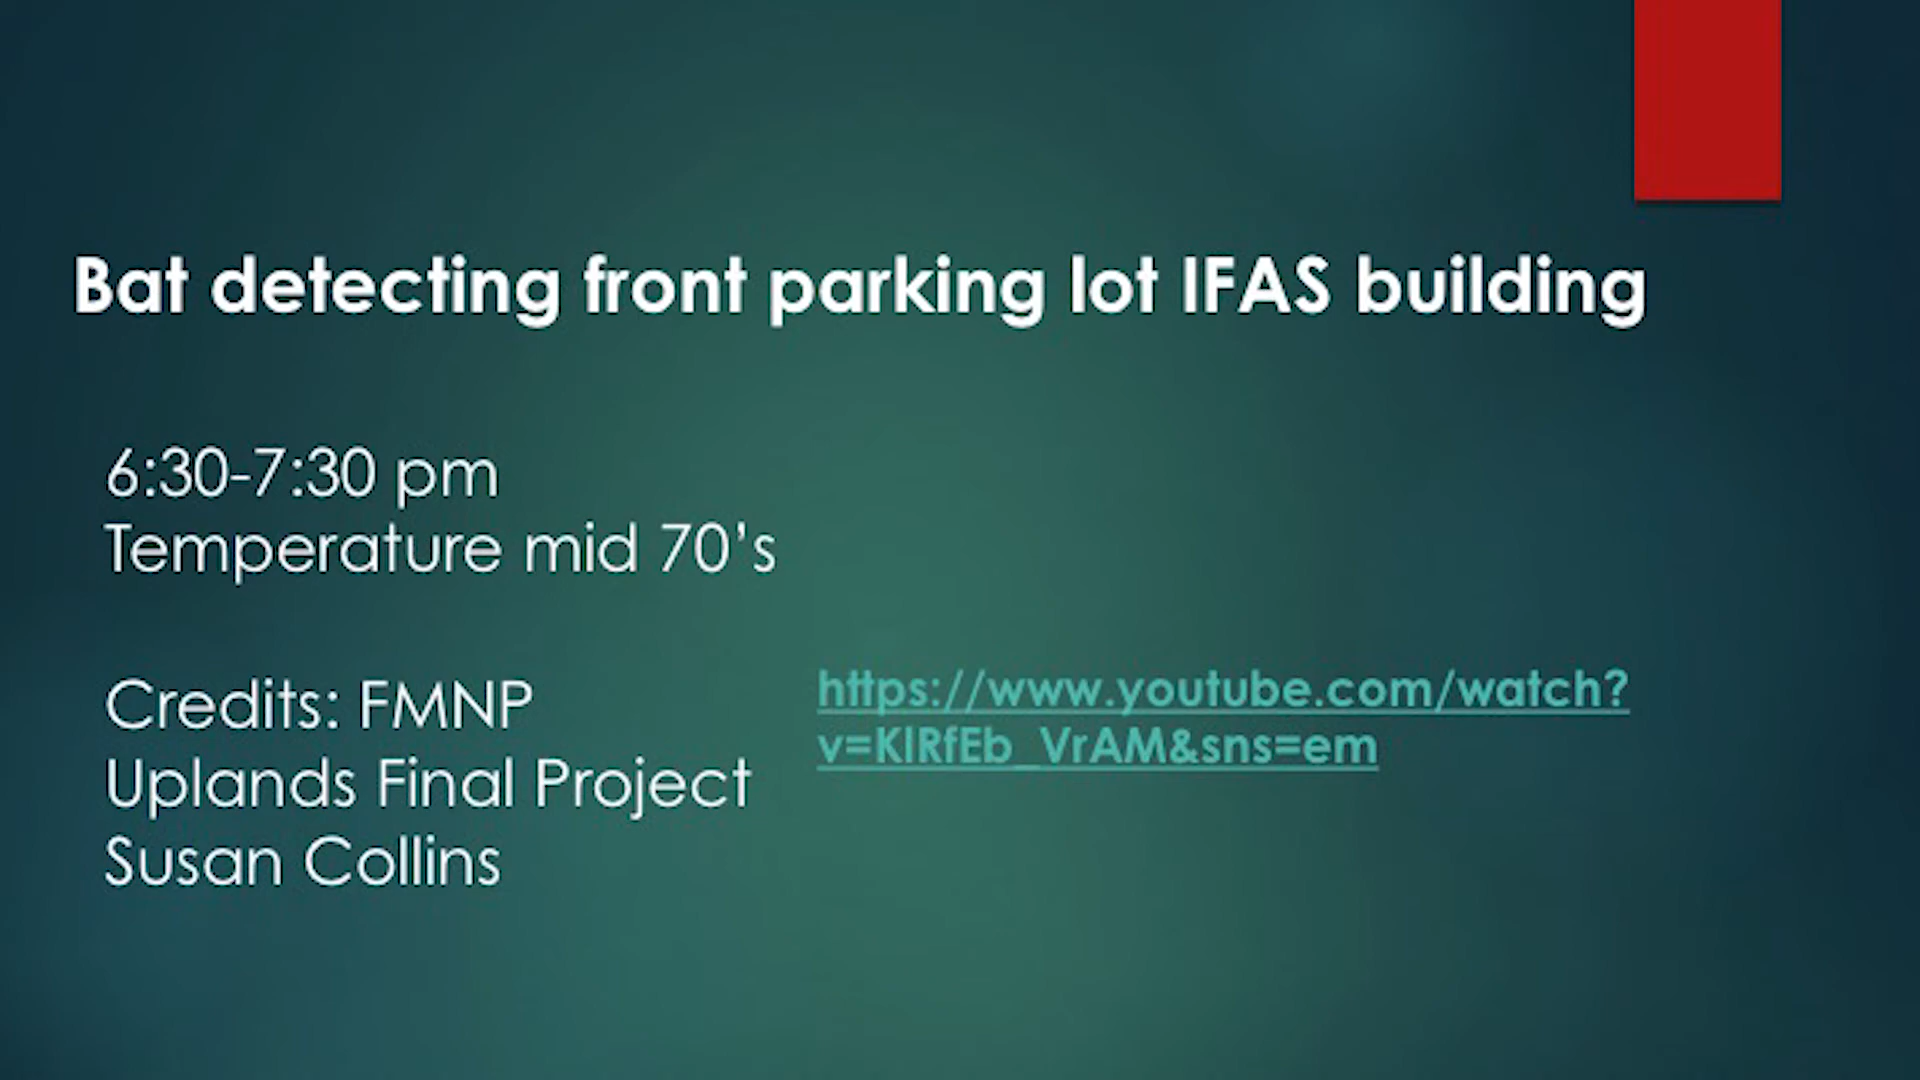 Bat detecting front parking lot IFAS building
6:30-7:30 pm
Temperature mid 70’s
Credits: FMNP
Uplands Final Project
Susan Collins
https://www.youtube.com/watch?
v=KlRfEb_VrAM&sns=em